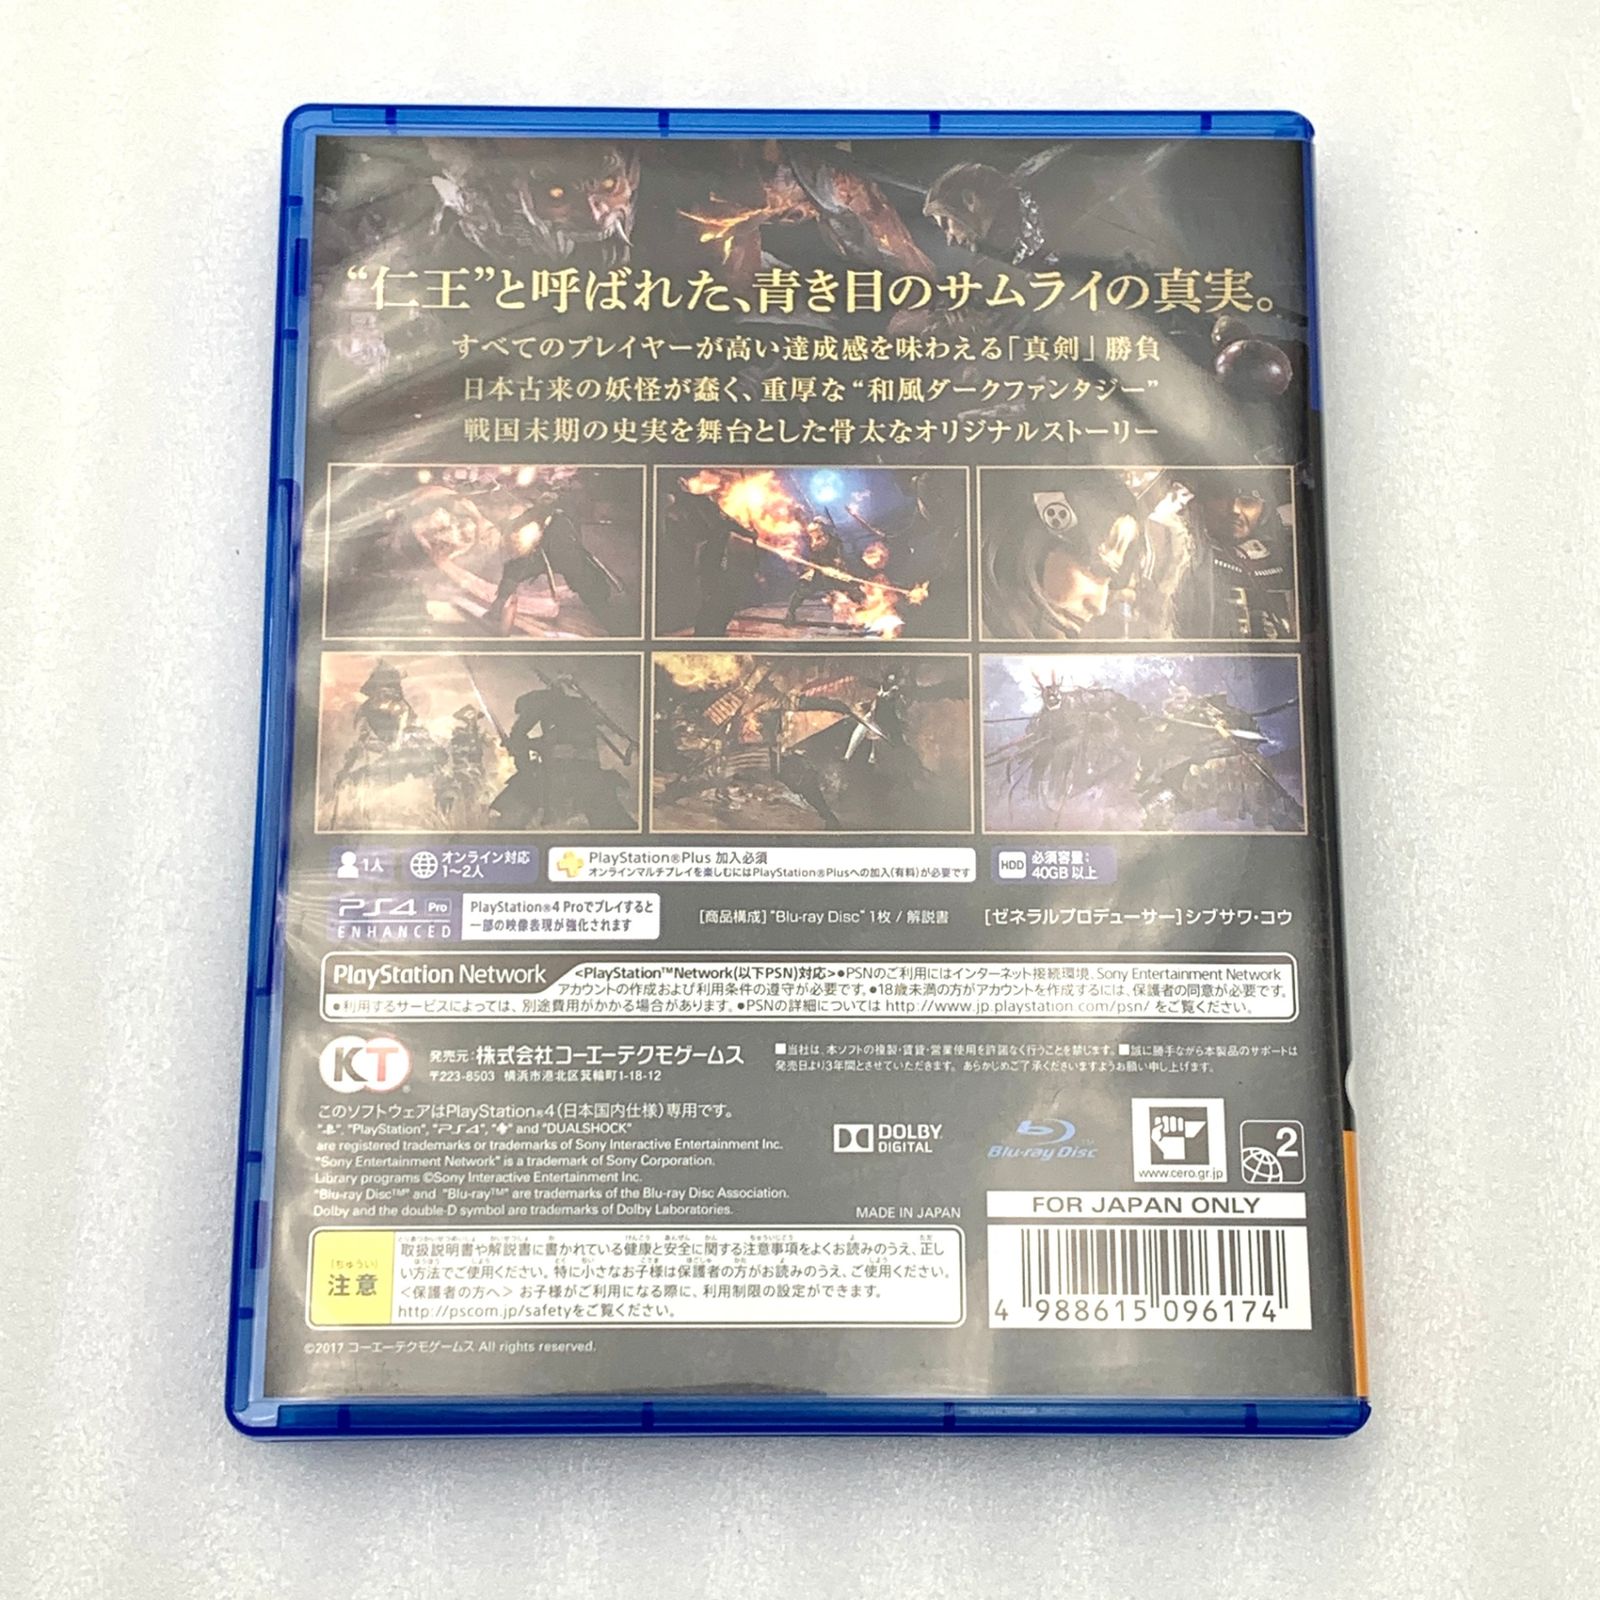 “仁王”と呼ばれた、青き目のサムライの真実。
すべてのプレイヤーが高い達成感を味わえる「真剣」勝負
日本古来の妖怪が蠢く、重厚な“和風ダークファンタジー”
戦国末期の史実を舞台とした骨太なオリジナルストーリー
1人
オンライン対応
1~2人
PlayStation®Plus 加入必須
オンラインマルチプレイを楽しむにはPlayStation®Plusへの加入(有料)が必要です
HDD
必須容量:
40GB 以上
PS4 Pro
ENHANCED
PlayStation®4 Proでプレイすると
一部の映像表現が強化されます
[商品構成]"Blu-ray Disc" 1枚 / 解説書
[ゼネラルプロデューサー]シブサワ・コウ
PlayStation Network
<PlayStation™Network(以下PSN)対応>●PSNのご利用にはインターネット接続環境、Sony Entertainment Network
アカウントの作成および利用条件の遵守が必要です。●18歳未満の方がアカウントを作成するには、保護者の同意が必要です。
●利用するサービスによっては、別途費用がかかる場合があります。●PSNの詳細については http://www.jp.playstation.com/psn/ をご覧ください。
KT
発売元:株式会社コーエーテクモゲームス
〒223-8503 横浜市港北区箕輪町1-18-12
■当社は、本ソフトの複製・賃貸・営業使用を許諾なく行うことを禁じます。■誠に勝手ながら本製品のサポートは
発売日より3年間とさせていただきます。あらかじめご了承くださいますようお願い申し上げます。
このソフトウェアはPlayStation®4(日本国内仕様)専用です。
"PlayStation", "PS4", and "DUALSHOCK"
are registered trademarks or trademarks of Sony Interactive Entertainment Inc.
"Sony Entertainment Network" is a trademark of Sony Corporation.
Library programs ©Sony Interactive Entertainment Inc.
"Blu-ray Disc™" and "Blu-ray™" are trademarks of the Blu-ray Disc Association.
Dolby and the double-D symbol are trademarks of Dolby Laboratories.
DOLBY
DIGITAL
Blu-ray Disc
www.cero.gr.jp
2
MADE IN JAPAN
FOR JAPAN ONLY
(ちゅうい)
注意
取扱説明書や解説書に書かれている健康と安全に関する注意事項をよくお読みのうえ、正し
い方法でご使用ください。特に小さなお子様は保護者の方がお読みのうえ、ご使用ください。
<保護者の方へ> お子様がご利用になる際に、利用制限の設定ができます。
http://pscom.jp/safetyをご覧ください。
4 988615 096174
©2017 コーエーテクモゲームス All rights reserved.